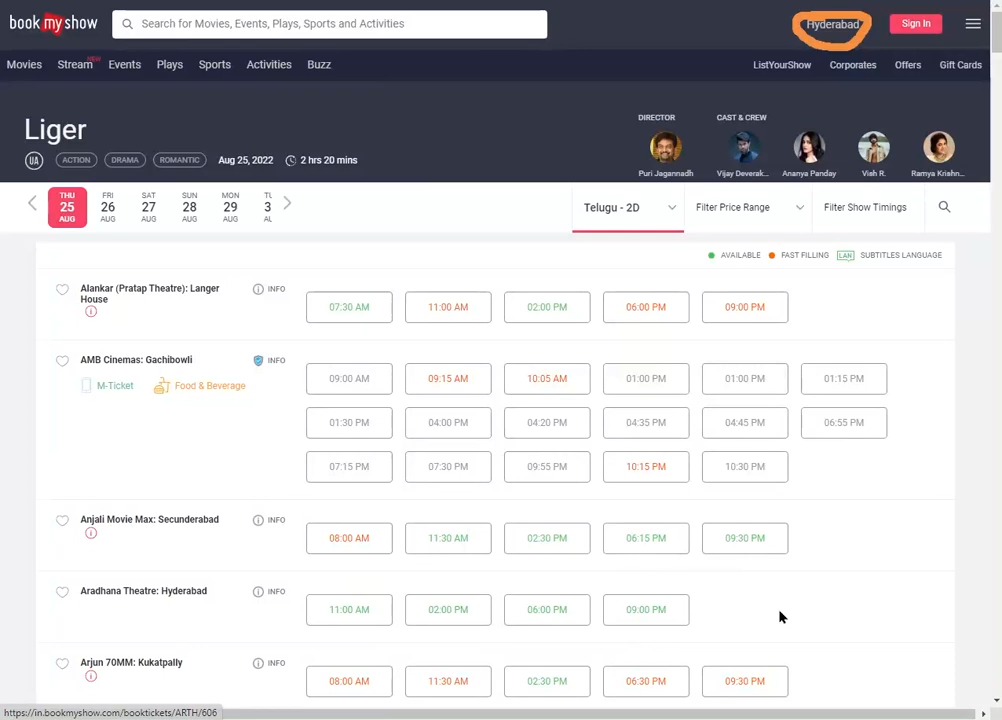 book my show
Search for Movies, Events, Plays, Sports and Activities
Hyderabad
Sign In
Movies
Stream NEW
Events
Plays
Sports
Activities
Buzz
ListYourShow
Corporates
Offers
Gift Cards
Liger
UA
ACTION
DRAMA
ROMANTIC
Aug 25, 2022
2 hrs 20 mins
DIRECTOR
CAST & CREW
Puri Jagannadh
Vijay Deverak...
Ananya Panday
Vish R.
Ramya Krishn...
THU
25
AUG
FRI
26
AUG
SAT
27
AUG
SUN
28
AUG
MON
29
AUG
Telugu - 2D
Filter Price Range
Filter Show Timings
AVAILABLE
FAST FILLING
LAN
SUBTITLES LANGUAGE
Alankar (Pratap Theatre): Langer
House
INFO
07:30 AM
11:00 AM
02:00 PM
06:00 PM
09:00 PM
AMB Cinemas: Gachibowli
INFO
M-Ticket
Food & Beverage
09:00 AM
09:15 AM
10:05 AM
01:00 PM
01:00 PM
01:15 PM
01:30 PM
04:00 PM
04:20 PM
04:35 PM
04:45 PM
06:55 PM
07:15 PM
07:30 PM
09:55 PM
10:15 PM
10:30 PM
Anjali Movie Max: Secunderabad
INFO
08:00 AM
11:30 AM
02:30 PM
06:15 PM
09:30 PM
Aradhana Theatre: Hyderabad
INFO
11:00 AM
02:00 PM
06:00 PM
09:00 PM
Arjun 70MM: Kukatpally
INFO
08:00 AM
11:30 AM
02:30 PM
06:30 PM
09:30 PM
https://in.bookmyshow.com/booktickets/ARTH/606